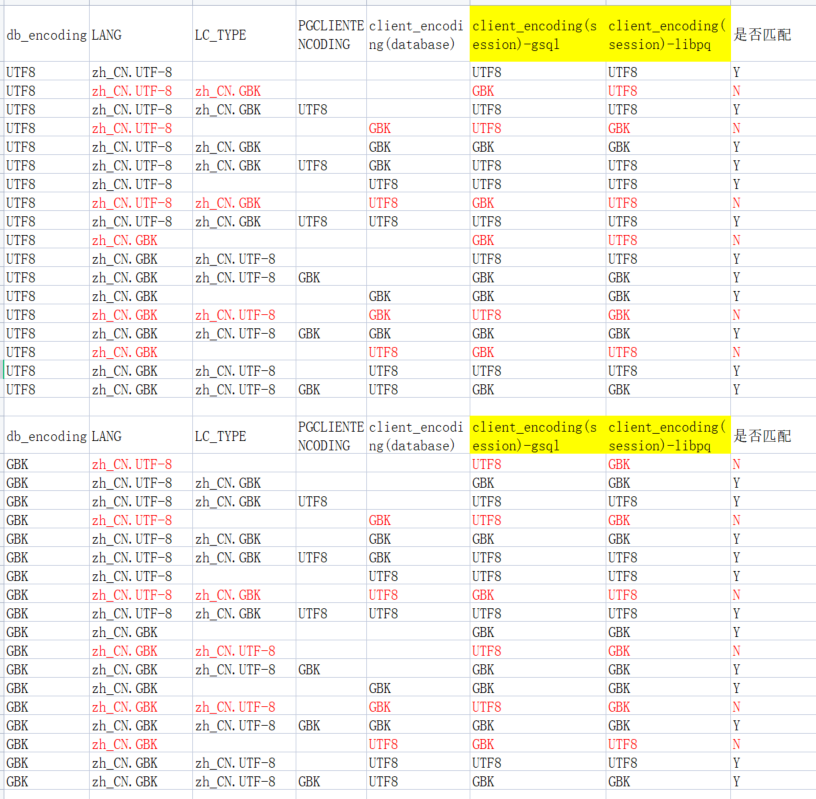 db_encoding LANG LC_TYPE PGCLIENTENCODING client_encoding(database) client_encoding(session)-gsql client_encoding(session)-libpq 是否匹配
UTF8 zh_CN.UTF-8 UTF8 UTF8 Y
UTF8 zh_CN.UTF-8 zh_CN.GBK GBK UTF8 N
UTF8 zh_CN.UTF-8 zh_CN.GBK UTF8 UTF8 UTF8 Y
UTF8 zh_CN.UTF-8 GBK UTF8 GBK N
UTF8 zh_CN.UTF-8 zh_CN.GBK GBK GBK GBK Y
UTF8 zh_CN.UTF-8 zh_CN.GBK UTF8 GBK UTF8 UTF8 Y
UTF8 zh_CN.UTF-8 UTF8 UTF8 UTF8 Y
UTF8 zh_CN.UTF-8 zh_CN.GBK UTF8 GBK UTF8 N
UTF8 zh_CN.UTF-8 zh_CN.GBK UTF8 UTF8 UTF8 UTF8 Y
UTF8 zh_CN.GBK GBK UTF8 N
UTF8 zh_CN.GBK zh_CN.UTF-8 UTF8 UTF8 Y
UTF8 zh_CN.GBK zh_CN.UTF-8 GBK GBK GBK Y
UTF8 zh_CN.GBK GBK GBK GBK Y
UTF8 zh_CN.GBK zh_CN.UTF-8 GBK UTF8 GBK N
UTF8 zh_CN.GBK zh_CN.UTF-8 GBK GBK GBK GBK Y
UTF8 zh_CN.GBK UTF8 GBK UTF8 N
UTF8 zh_CN.GBK zh_CN.UTF-8 UTF8 UTF8 UTF8 Y
UTF8 zh_CN.GBK zh_CN.UTF-8 GBK UTF8 GBK GBK Y
db_encoding LANG LC_TYPE PGCLIENTENCODING client_encoding(database) client_encoding(session)-gsql client_encoding(session)-libpq 是否匹配
GBK zh_CN.UTF-8 UTF8 GBK N
GBK zh_CN.UTF-8 zh_CN.GBK GBK GBK Y
GBK zh_CN.UTF-8 zh_CN.GBK UTF8 UTF8 UTF8 Y
GBK zh_CN.UTF-8 GBK UTF8 GBK N
GBK zh_CN.UTF-8 zh_CN.GBK GBK GBK GBK Y
GBK zh_CN.UTF-8 zh_CN.GBK UTF8 GBK UTF8 UTF8 Y
GBK zh_CN.UTF-8 UTF8 UTF8 UTF8 Y
GBK zh_CN.UTF-8 zh_CN.GBK UTF8 GBK UTF8 N
GBK zh_CN.UTF-8 zh_CN.GBK UTF8 UTF8 UTF8 UTF8 Y
GBK zh_CN.GBK GBK GBK Y
GBK zh_CN.GBK zh_CN.UTF-8 UTF8 GBK N
GBK zh_CN.GBK zh_CN.UTF-8 GBK GBK GBK Y
GBK zh_CN.GBK GBK GBK GBK Y
GBK zh_CN.GBK zh_CN.UTF-8 GBK UTF8 GBK N
GBK zh_CN.GBK zh_CN.UTF-8 GBK GBK GBK GBK Y
GBK zh_CN.GBK UTF8 GBK UTF8 N
GBK zh_CN.GBK zh_CN.UTF-8 UTF8 UTF8 UTF8 Y
GBK zh_CN.GBK zh_CN.UTF-8 GBK UTF8 GBK GBK Y